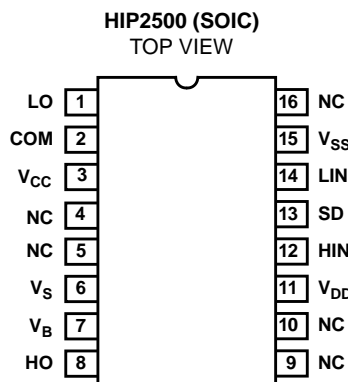 HIP2500 (SOIC)
TOP VIEW
LO 1 16 NC
COM 2 15 VSS
VCC 3 14 LIN
NC 4 13 SD
NC 5 12 HIN
VS 6 11 VDD
VB 7 10 NC
HO 8 9 NC